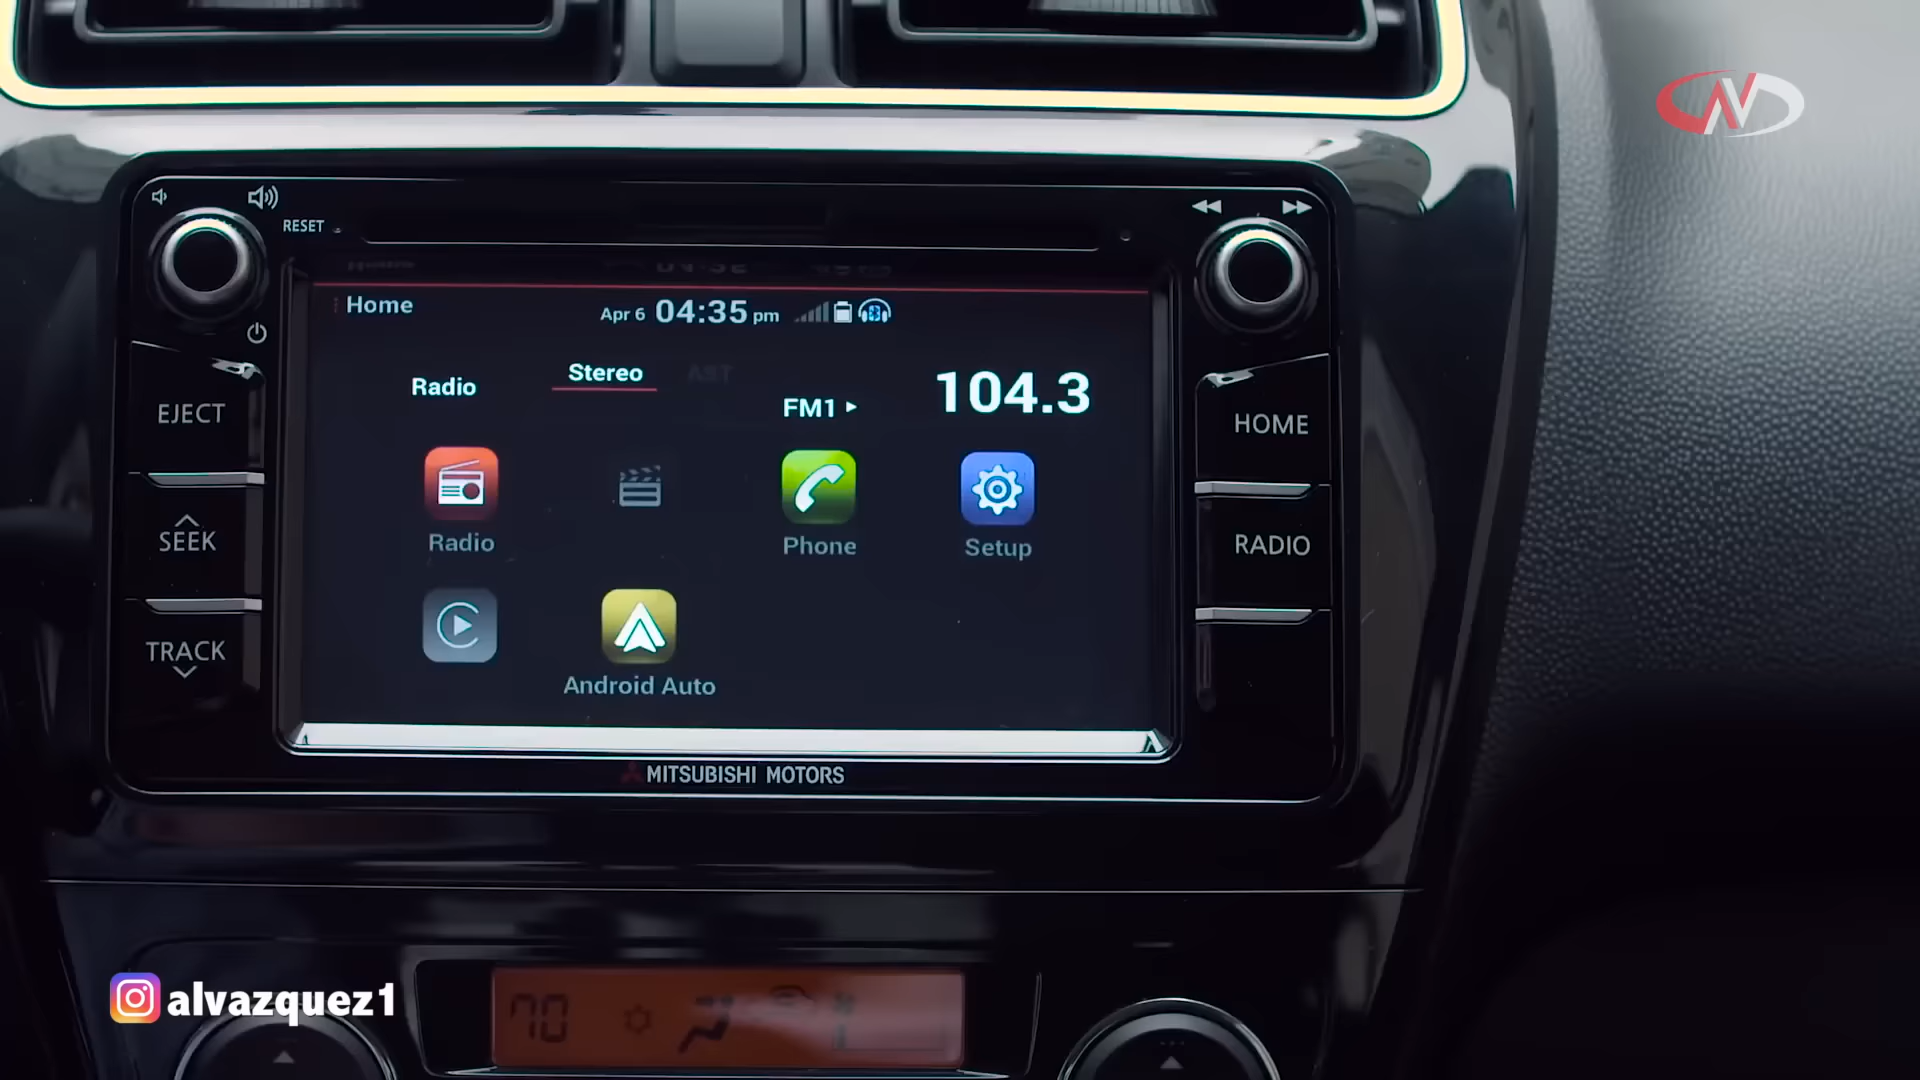 RESET
Home
Apr 6 04:35 pm
Radio
Stereo
AST
FM1
104.3
EJECT
HOME
SEEK
RADIO
Radio
Phone
Setup
TRACK
Android Auto
MITSUBISHI MOTORS
alvazquez1
70